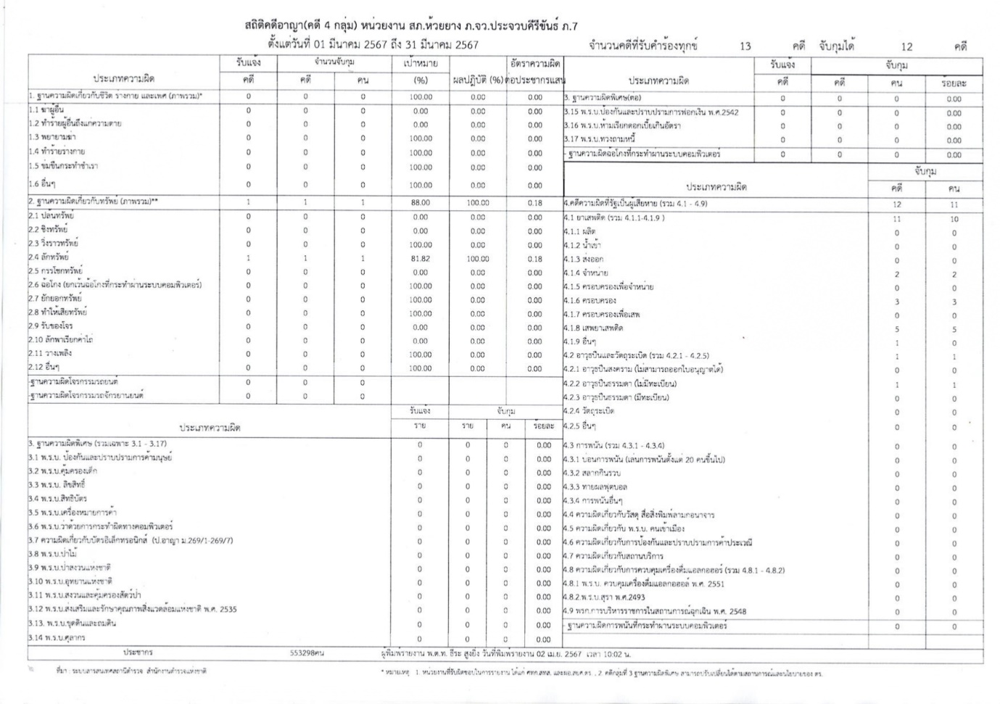 สถิติคดีอาญา(คดี 4 กลุ่ม) หน่วยงาน สภ.ห้วยยาง ภ.จว.ประจวบคีรีขันธ์ ภ.7
ตั้งแต่วันที่ 01 มีนาคม 2567 ถึง 31 มีนาคม 2567 จำนวนคดีที่รับคำร้องทุกข์ 13 คดี จับกุมได้ 12 คดี
ประเภทความผิด รับแจ้ง คดี จำนวนจับกุม คดี คน เป้าหมาย (%) ผลปฏิบัติ (%) อัตราความผิดต่อประชากรแสน
1. ฐานความผิดเกี่ยวกับชีวิต ร่างกาย และเพศ (ภาพรวม)* 0 0 0 100.00 0.00 0.00
1.1 ฆ่าผู้อื่น 0 0 0 0.00 0.00 0.00
1.2 ทำร้ายผู้อื่นถึงแก่ความตาย 0 0 0 0.00 0.00 0.00
1.3 พยายามฆ่า 0 0 0 100.00 0.00 0.00
1.4 ทำร้ายร่างกาย 0 0 0 100.00 0.00 0.00
1.5 ข่มขืนกระทำชำเรา 0 0 0 100.00 0.00 0.00
1.6 อื่นๆ 0 0 0 100.00 0.00 0.00
2. ฐานความผิดเกี่ยวกับทรัพย์ (ภาพรวม)** 1 1 1 88.00 100.00 0.18
2.1 ปล้นทรัพย์ 0 0 0 0.00 0.00 0.00
2.2 ชิงทรัพย์ 0 0 0 0.00 0.00 0.00
2.3 วิ่งราวทรัพย์ 0 0 0 100.00 0.00 0.00
2.4 ลักทรัพย์ 1 1 1 81.82 100.00 0.18
2.5 กรรโชกทรัพย์ 0 0 0 0.00 0.00 0.00
2.6 ฉ้อโกง (ยกเว้นฉ้อโกงที่กระทำผ่านระบบคอมพิวเตอร์) 0 0 0 100.00 0.00 0.00
2.7 ยักยอกทรัพย์ 0 0 0 100.00 0.00 0.00
2.8 ทำให้เสียทรัพย์ 0 0 0 100.00 0.00 0.00
2.9 รับของโจร 0 0 0 0.00 0.00 0.00
2.10 ลักพาเรียกค่าไถ่ 0 0 0 0.00 0.00 0.00
2.11 วางเพลิง 0 0 0 100.00 0.00 0.00
2.12 อื่นๆ 0 0 0 100.00 0.00 0.00
-ฐานความผิดโจรกรรมรถยนต์ 0 0 0
-ฐานความผิดโจรกรรมรถจักรยานยนต์ 0 0 0
ประเภทความผิด รับแจ้ง ราย จับกุม ราย คน ร้อยละ
3. ฐานความผิดพิเศษ (รวมเฉพาะ 3.1 - 3.17) 0 0 0 0.00
3.1 พ.ร.บ. ป้องกันและปราบปรามการค้ามนุษย์ 0 0 0 0.00
3.2 พ.ร.บ.คุ้มครองเด็ก 0 0 0 0.00
3.3 พ.ร.บ. ลิขสิทธิ์ 0 0 0 0.00
3.4 พ.ร.บ.สิทธิบัตร 0 0 0 0.00
3.5 พ.ร.บ.เครื่องหมายการค้า 0 0 0 0.00
3.6 พ.ร.บ.ว่าด้วยการกระทำผิดทางคอมพิวเตอร์ 0 0 0 0.00
3.7 ความผิดเกี่ยวกับบัตรอิเล็กทรอนิกส์ (ป.อาญา ม.269/1-269/7) 0 0 0 0.00
3.8 พ.ร.บ.ป่าไม้ 0 0 0 0.00
3.9 พ.ร.บ.ป่าสงวนแห่งชาติ 0 0 0 0.00
3.10 พ.ร.บ.อุทยานแห่งชาติ 0 0 0 0.00
3.11 พ.ร.บ.สงวนและคุ้มครองสัตว์ป่า 0 0 0 0.00
3.12 พ.ร.บ.ส่งเสริมและรักษาคุณภาพสิ่งแวดล้อมแห่งชาติ พ.ศ. 2535 0 0 0 0.00
3.13. พ.ร.บ.ขุดดินและถมดิน 0 0 0 0.00
3.14 พ.ร.บ.ศุลากร 0 0 0 0.00
ประเภทความผิด รับแจ้ง คดี จับกุม คดี คน ร้อยละ
3. ฐานความผิดพิเศษ(ต่อ) 0 0 0 0.00
3.15 พ.ร.บ.ป้องกันและปราบปรามการฟอกเงิน พ.ศ.2542 0 0 0 0.00
3.16 พ.ร.บ.ห้ามเรียกดอกเบี้ยเกินอัตรา 0 0 0 0.00
3.17 พ.ร.บ.ทวงถามหนี้ 0 0 0 0.00
- ฐานความผิดฉ้อโกงที่กระทำผ่านระบบคอมพิวเตอร์ 0 0 0 0.00
ประเภทความผิด จับกุม คดี คน
4.คดีความผิดที่รัฐเป็นผู้เสียหาย (รวม 4.1 - 4.9) 12 11
4.1 ยาเสพติด (รวม 4.1.1-4.1.9 ) 11 10
4.1.1 ผลิต 0 0
4.1.2 นำเข้า 0 0
4.1.3 ส่งออก 0 0
4.1.4 จำหน่าย 2 2
4.1.5 ครอบครองเพื่อจำหน่าย 0 0
4.1.6 ครอบครอง 3 3
4.1.7 ครอบครองเพื่อเสพ 0 0
4.1.8 เสพยาเสพติด 5 5
4.1.9 อื่นๆ 1 0
4.2 อาวุธปืนและวัตถุระเบิด (รวม 4.2.1 - 4.2.5) 1 1
4.2.1 อาวุธปืนสงคราม (ไม่สามารถออกใบอนุญาตได้) 0 0
4.2.2 อาวุธปืนธรรมดา (ไม่มีทะเบียน) 1 1
4.2.3 อาวุธปืนธรรมดา (มีทะเบียน) 0 0
4.2.4 วัตถุระเบิด 0 0
4.2.5 อื่นๆ 0 0
4.3 การพนัน (รวม 4.3.1 - 4.3.4) 0 0
4.3.1 บ่อนการพนัน (เล่นการพนันตั้งแต่ 20 คนขึ้นไป) 0 0
4.3.2 สลากกินรวบ 0 0
4.3.3 ทายผลฟุตบอล 0 0
4.3.4 การพนันอื่นๆ 0 0
4.4 ความผิดเกี่ยวกับวัสดุ สื่อสิ่งพิมพ์ลามกอนาจาร 0 0
4.5 ความผิดเกี่ยวกับ พ.ร.บ. คนเข้าเมือง 0 0
4.6 ความผิดเกี่ยวกับการป้องกันและปราบปรามการค้าประเวณี 0 0
4.7 ความผิดเกี่ยวกับสถานบริการ 0 0
4.8 ความผิดเกี่ยวกับการควบคุมเครื่องดื่มแอลกอฮอร์ (รวม 4.8.1 - 4.8.2) 0 0
4.8.1 พ.ร.บ. ควบคุมเครื่องดื่มแอลกอฮอล์ พ.ศ. 2551 0 0
4.8.2.พ.ร.บ.สุรา พ.ศ.2493 0 0
4.9 พรก.การบริหารราชการในสถานการณ์ฉุกเฉิน พ.ศ. 2548 0 0
- ฐานความผิดการพนันที่กระทำผ่านระบบคอมพิวเตอร์ 0 0
ประชากร 553298คน ผู้พิมพ์รายงาน พ.ต.ท. ธีระ สูงยิ่ง วันที่พิมพ์รายงาน 02 เม.ย. 2567 เวลา 10:02 น.
ที่มา : ระบบสารสนเทศสถานีตำรวจ สำนักงานตำรวจแห่งชาติ * หมายเหตุ 1. หน่วยงานที่รับผิดชอบในการรายงาน ได้แก่ ศทก.สทส. และผอ.สยศ.ตร. , 2. คดีกลุ่มที่ 3 ฐานความผิดพิเศษ สามารถปรับเปลี่ยนได้ตามสถานการณ์และนโยบายของ ตร.